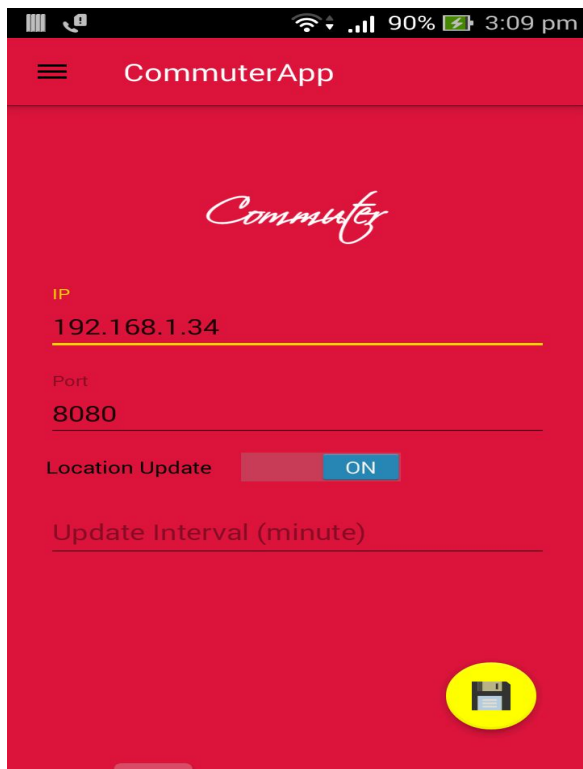 90% 3:09 pm
CommuterApp
Commuter
IP
192.168.1.34
Port
8080
Location Update ON
Update Interval (minute)